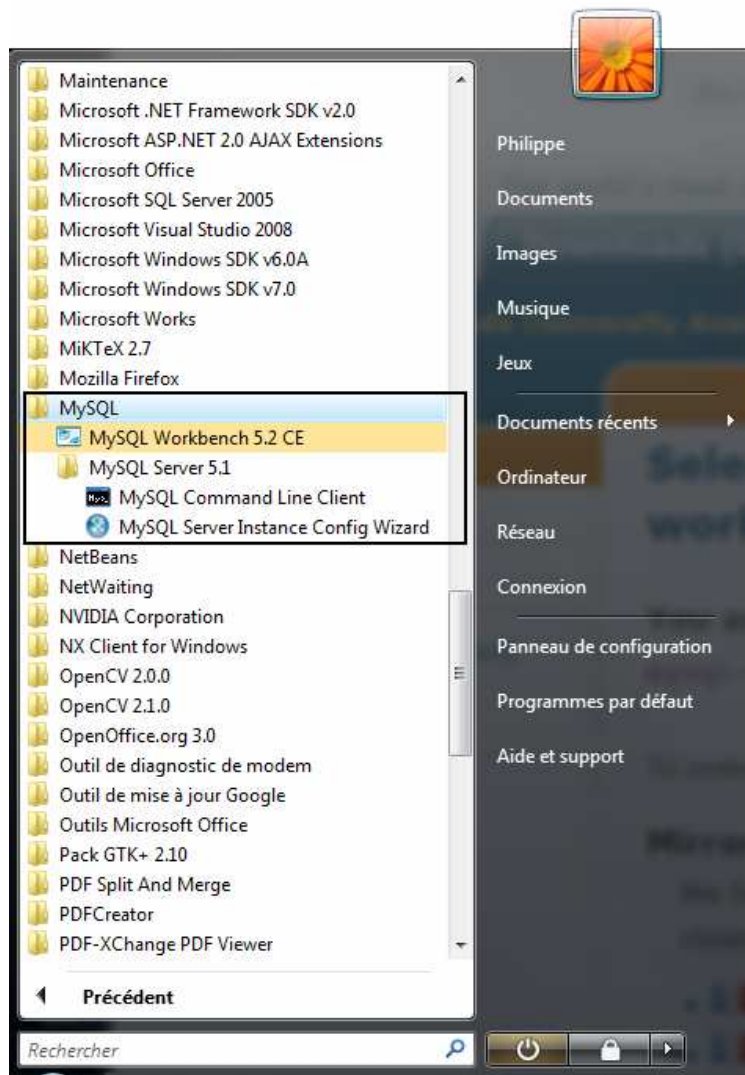 Maintenance
Microsoft .NET Framework SDK v2.0
Microsoft ASP.NET 2.0 AJAX Extensions
Microsoft Office
Microsoft SQL Server 2005
Microsoft Visual Studio 2008
Microsoft Windows SDK v6.0A
Microsoft Windows SDK v7.0
Microsoft Works
MiKTeX 2.7
Mozilla Firefox
MySQL
MySQL Workbench 5.2 CE
MySQL Server 5.1
MySQL Command Line Client
MySQL Server Instance Config Wizard
NetBeans
NetWaiting
NVIDIA Corporation
NX Client for Windows
OpenCV 2.0.0
OpenCV 2.1.0
OpenOffice.org 3.0
Outil de diagnostic de modem
Outil de mise à jour Google
Outils Microsoft Office
Pack GTK+ 2.10
PDF Split And Merge
PDFCreator
PDF-XChange PDF Viewer
Précédent
Rechercher
Philippe
Documents
Images
Musique
Jeux
Documents récents
Ordinateur
Réseau
Connexion
Panneau de configuration
Programmes par défaut
Aide et support